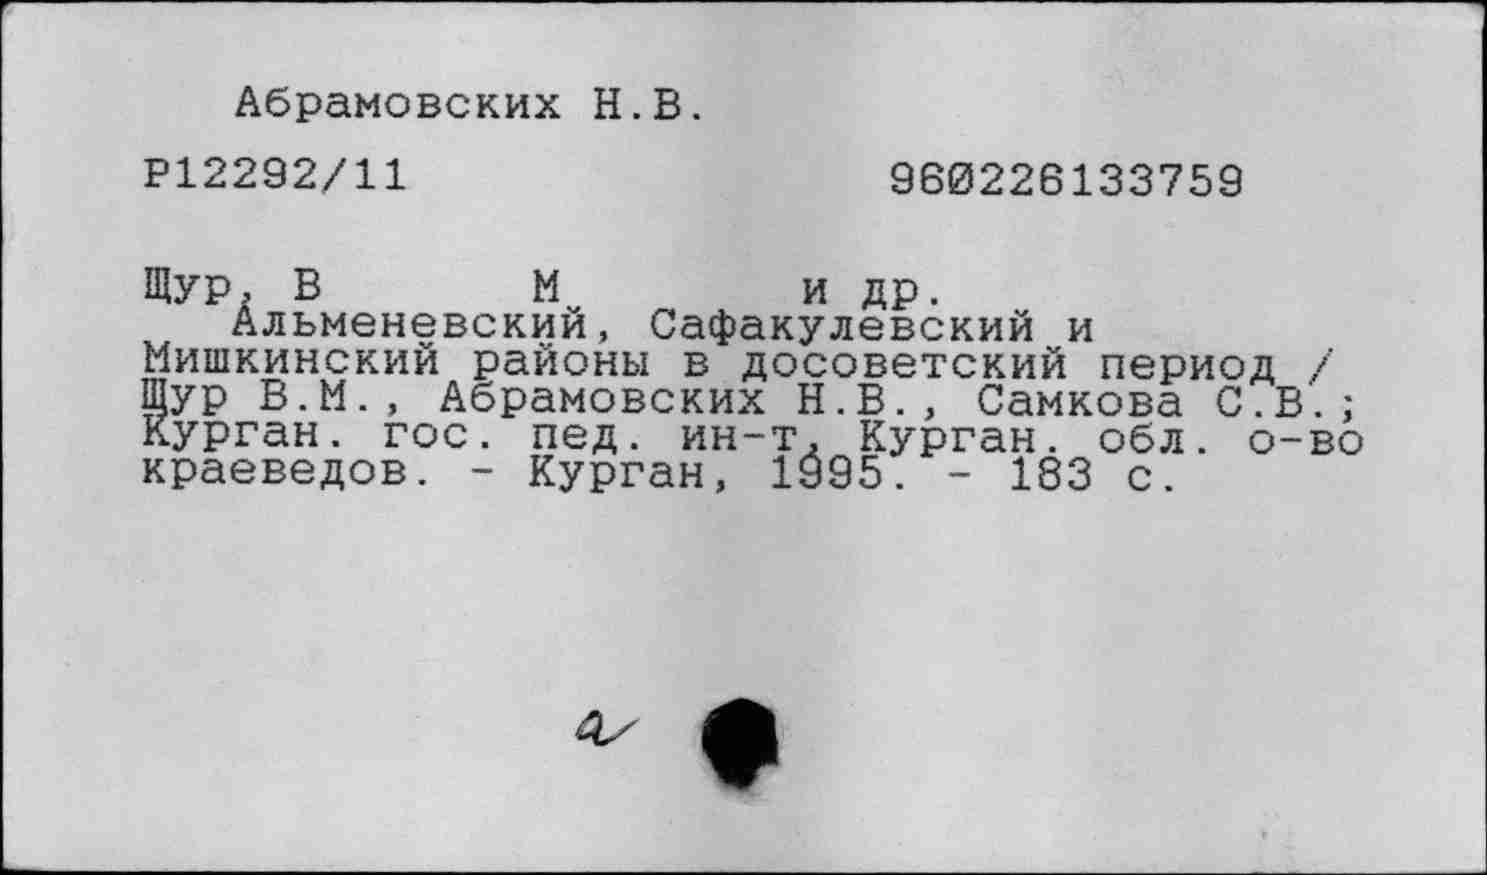 Абрамовских Н.В.
Р12292/11 960226133759
Щур, В М и др.
Альменевский, Сафакулевский и
Мишкинский районы в досоветский период /
Щур В.М., Абрамовских Н.В., Самкова С.В.;
Курган. гос. пед. ин-т, Курган. обл. о-во
краеведов. - Курган, 1995. - 183 с.